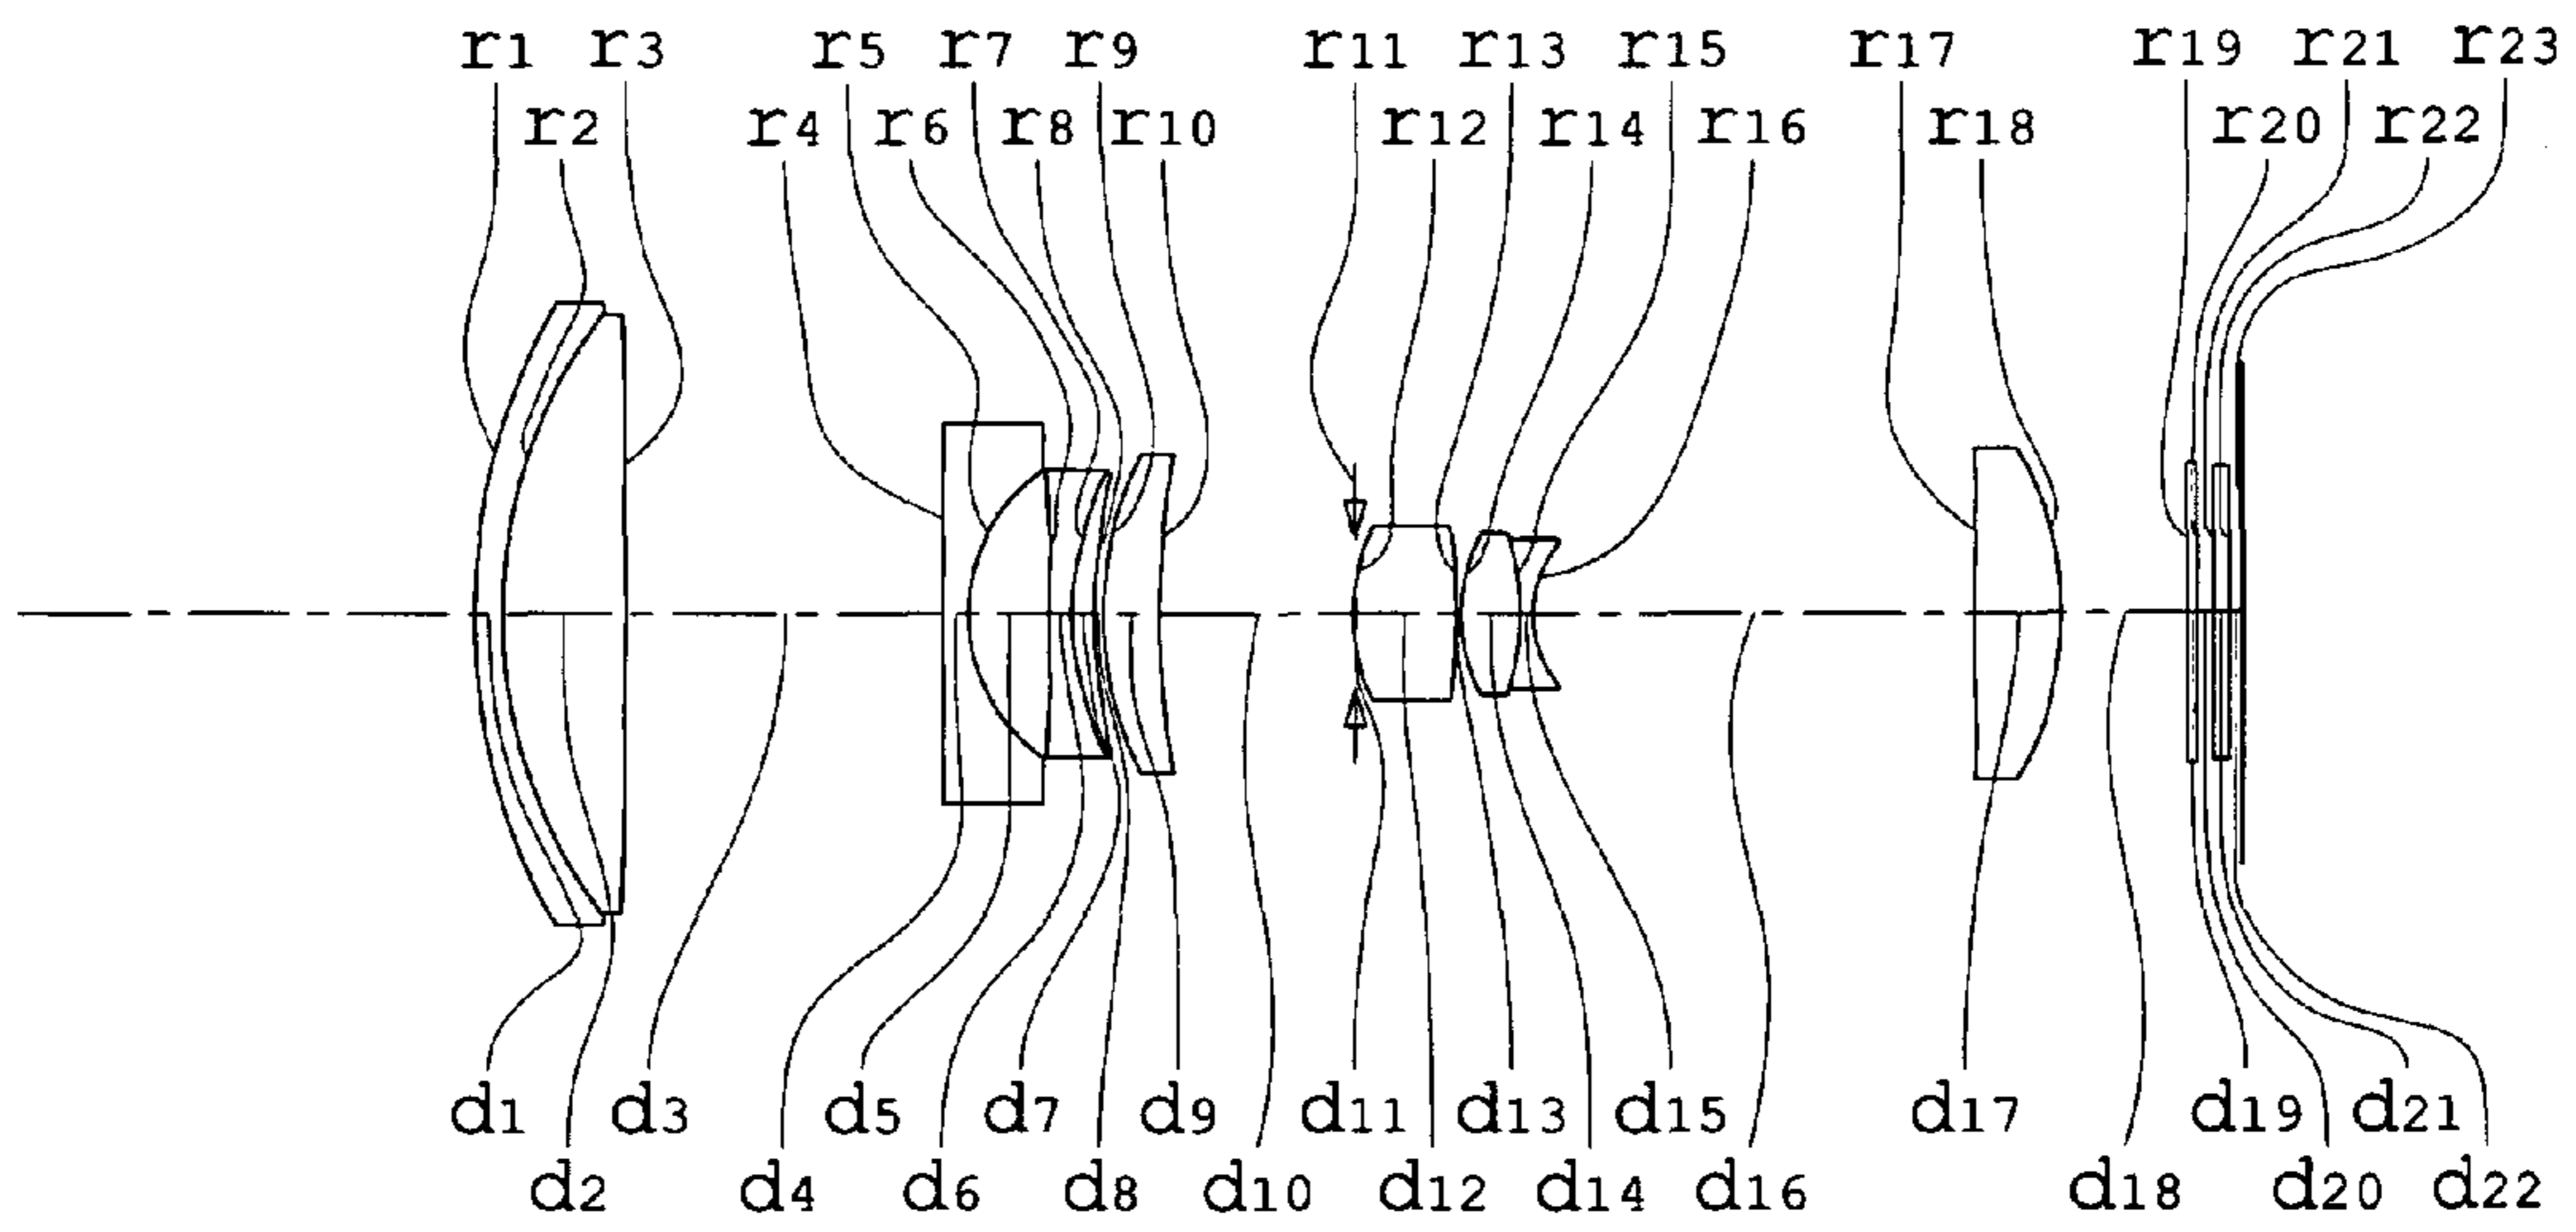 r1 r3 r5 r7 r9 r11 r13 r15 r17 r19 r21 r23
r2 r4 r6 r8 r10 r12 r14 r16 r18 r20 r22
d1 d3 d5 d7 d9 d11 d13 d15 d17 d19 d21
d2 d4 d6 d8 d10 d12 d14 d16 d18 d20 d22